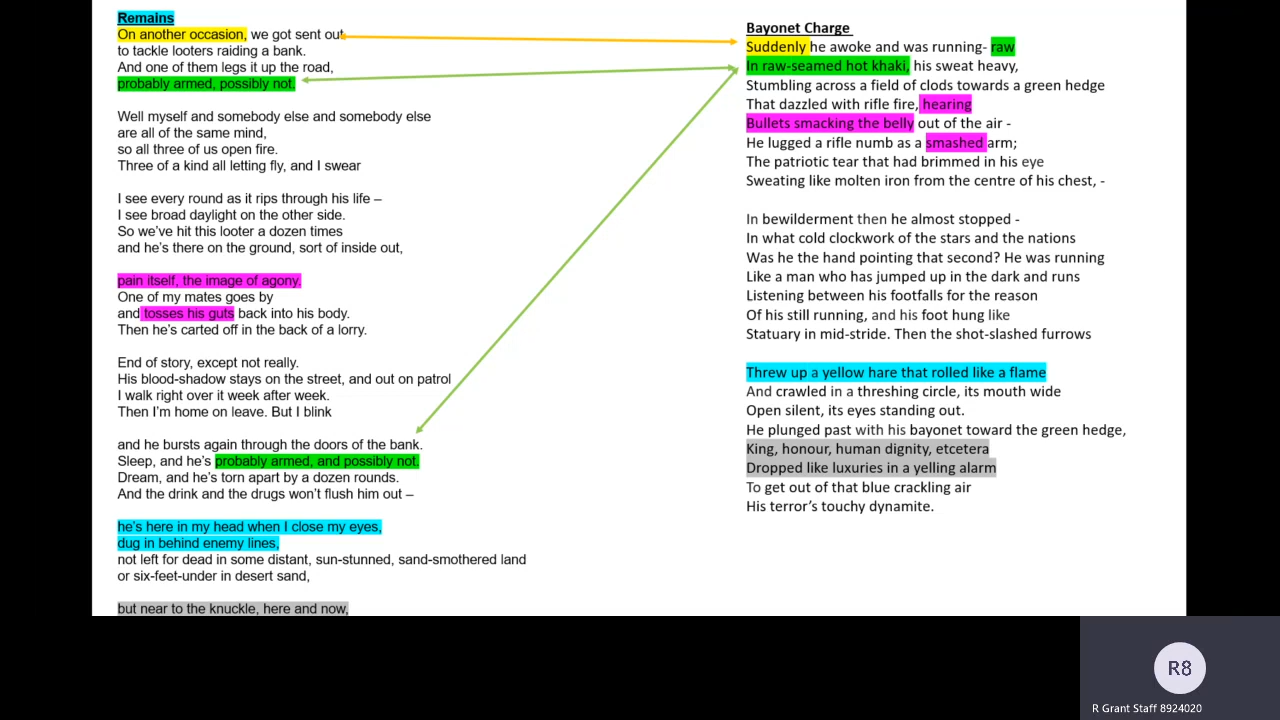 Remains
On another occasion, we got sent out
to tackle looters raiding a bank.
And one of them legs it up the road,
probably armed, possibly not.
Well myself and somebody else and somebody else
are all of the same mind,
so all three of us open fire.
Three of a kind all letting fly, and I swear
I see every round as it rips through his life –
I see broad daylight on the other side.
So we've hit this looter a dozen times
and he's there on the ground, sort of inside out,
pain itself, the image of agony.
One of my mates goes by
and tosses his guts back into his body.
Then he's carted off in the back of a lorry.
End of story, except not really.
His blood-shadow stays on the street, and out on patrol
I walk right over it week after week.
Then I'm home on leave. But I blink
and he bursts again through the doors of the bank.
Sleep, and he's probably armed, and possibly not.
Dream, and he's torn apart by a dozen rounds.
And the drink and the drugs won't flush him out –
he's here in my head when I close my eyes,
dug in behind enemy lines,
not left for dead in some distant, sun-stunned, sand-smothered land
or six-feet-under in desert sand,
but near to the knuckle, here and now,
Bayonet Charge
Suddenly he awoke and was running- raw
In raw-seamed hot khaki, his sweat heavy,
Stumbling across a field of clods towards a green hedge
That dazzled with rifle fire, hearing
Bullets smacking the belly out of the air -
He lugged a rifle numb as a smashed arm;
The patriotic tear that had brimmed in his eye
Sweating like molten iron from the centre of his chest, -
In bewilderment then he almost stopped -
In what cold clockwork of the stars and the nations
Was he the hand pointing that second? He was running
Like a man who has jumped up in the dark and runs
Listening between his footfalls for the reason
Of his still running, and his foot hung like
Statuary in mid-stride. Then the shot-slashed furrows
Threw up a yellow hare that rolled like a flame
And crawled in a threshing circle, its mouth wide
Open silent, its eyes standing out.
He plunged past with his bayonet toward the green hedge,
King, honour, human dignity, etcetera
Dropped like luxuries in a yelling alarm
To get out of that blue crackling air
His terror's touchy dynamite.
R8
R Grant Staff 8924020